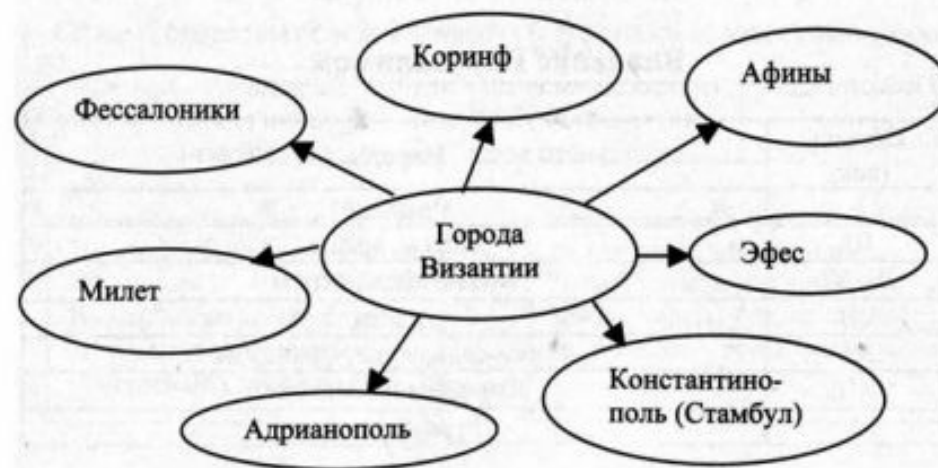 Коринф
Афины
Фессалоники
Города
Византии
Эфес
Милет
Константино-
поль (Стамбул)
Адрианополь